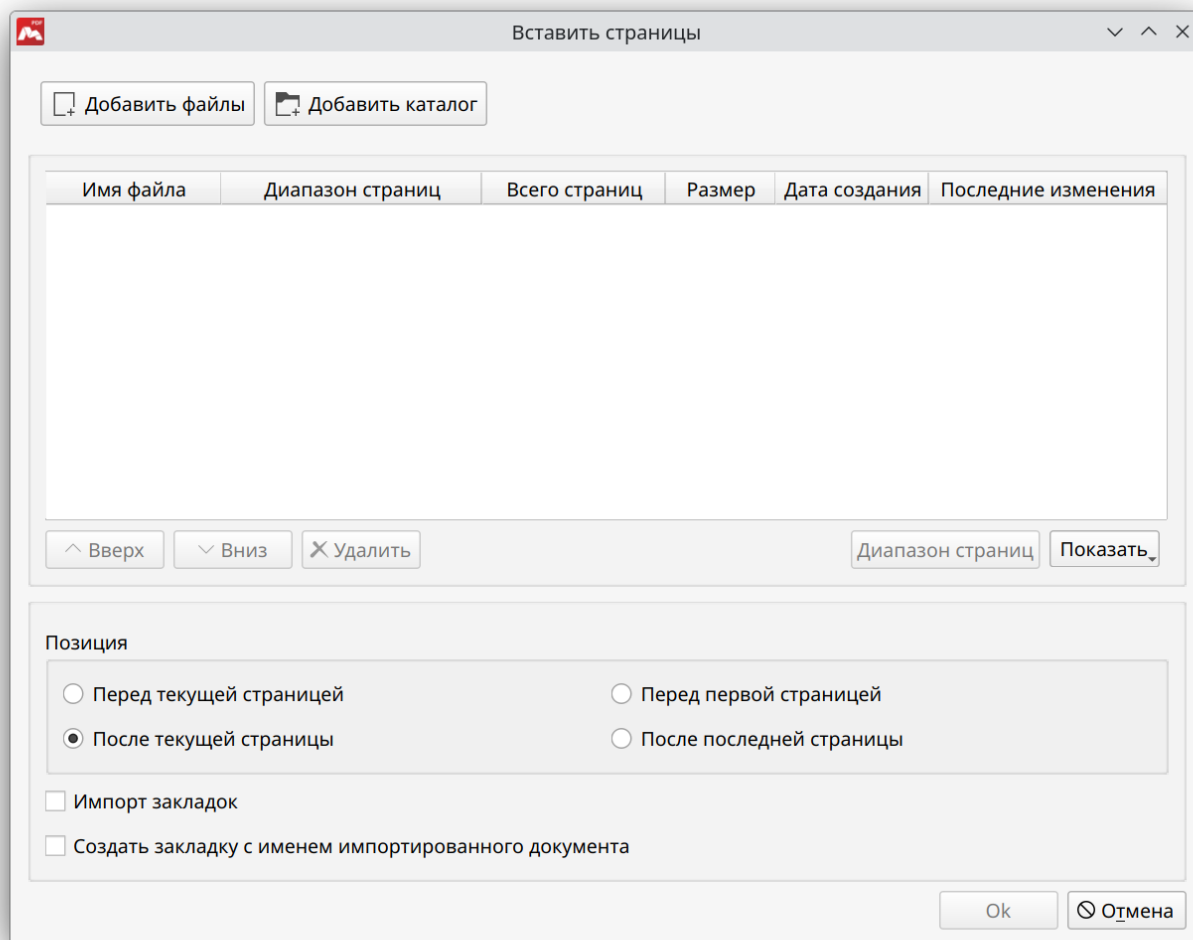 PDF
Вставить страницы
Добавить файлы Добавить каталог
Имя файла Диапазон страниц Всего страниц Размер Дата создания Последние изменения
Вверх Вниз Удалить Диапазон страниц Показать
Позиция
Перед текущей страницей Перед первой страницей
После текущей страницы После последней страницы
Импорт закладок
Создать закладку с именем импортированного документа
Ok Отмена